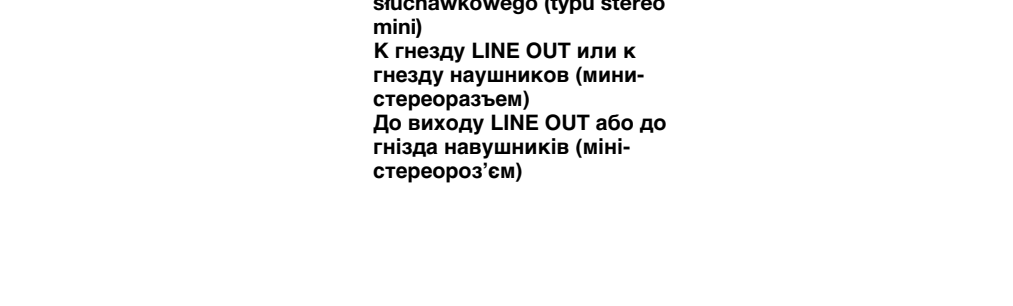 słuchawkowego (typu stereo
mini)
К гнезду LINE OUT или к
гнезду наушников (мини-
стереоразъем)
До виходу LINE OUT або до
гнізда навушників (міні-
стереороз’єм)